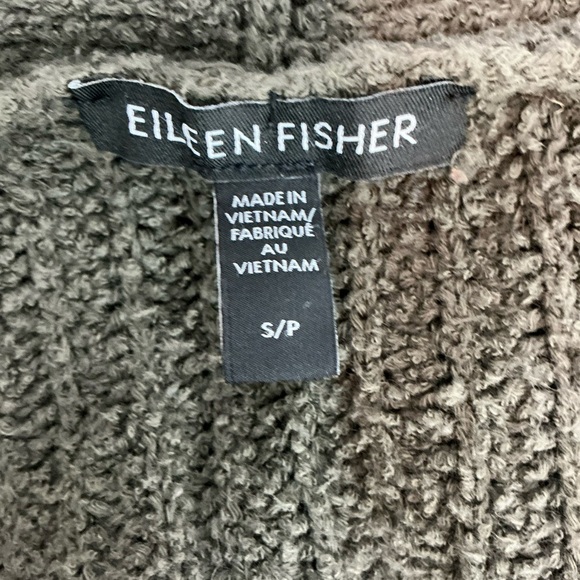 EILEEN FISHER
MADE IN
VIETNAM/
FABRIQUÉ
AU
VIETNAM
S/P